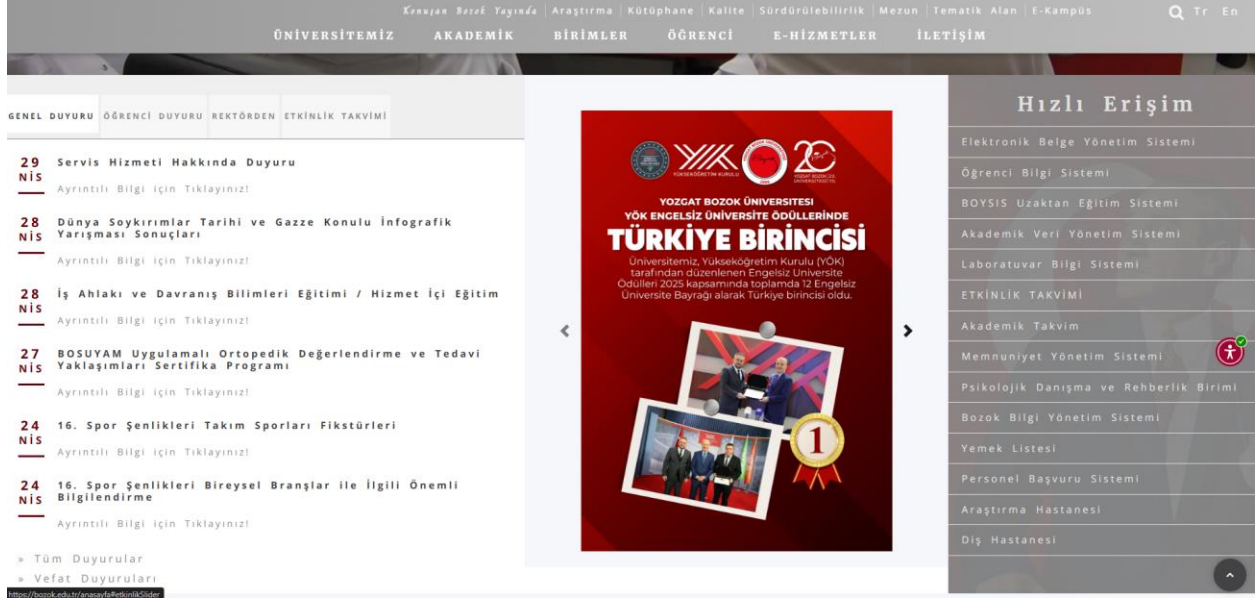 Konuşan Bozok Yayında Araştırma Kütüphane Kalite Sürdürülebilirlik Mezun Tematik Alan E-Kampüs Tr En
ÜNİVERSİTEMİZ AKADEMİK BİRİMLER ÖĞRENCİ E-HİZMETLER İLETİŞİM
GENEL DUYURU ÖĞRENCİ DUYURU REKTÖRDEN ETKİNLİK TAKVİMİ
29 NİS
Servis Hizmeti Hakkında Duyuru
Ayrıntılı Bilgi için Tıklayınız!
28 NİS
Dünya Soykırımlar Tarihi ve Gazze Konulu İnfografik
Yarışması Sonuçları
Ayrıntılı Bilgi için Tıklayınız!
28 NİS
İş Ahlakı ve Davranış Bilimleri Eğitimi / Hizmet İçi Eğitim
Ayrıntılı Bilgi için Tıklayınız!
27 NİS
BOSUYAM Uygulamalı Ortopedik Değerlendirme ve Tedavi
Yaklaşımları Sertifika Programı
Ayrıntılı Bilgi için Tıklayınız!
24 NİS
16. Spor Şenlikleri Takım Sporları Fikstürleri
Ayrıntılı Bilgi için Tıklayınız!
24 NİS
16. Spor Şenlikleri Bireysel Branşlar ile İlgili Önemli
Bilgilendirme
Ayrıntılı Bilgi için Tıklayınız!
» Tüm Duyurular
» Vefat Duyuruları
https://bozok.edu.tr/anasayfa#etkinlikSlider
YÜKSEKÖĞRETİM KURULU
20
YOZGAT BOZOK ÜNİVERSITESI
YÖK ENGELSİZ ÜNİVERSİTE ÖDÜLLERİNDE
TÜRKİYE BİRİNCİSİ
Üniversitemiz, Yükseköğretim Kurulu (YÖK)
tarafından düzenlenen Engelsiz Universite
Ödülleri 2025 kapsamında toplamda 12 Engelsiz
Üniversite Bayrağı alarak Türkiye birincisi oldu.
1
Hızlı Erişim
Elektronik Belge Yönetim Sistemi
Öğrenci Bilgi Sistemi
BOYSIS Uzaktan Eğitim Sistemi
Akademik Veri Yönetim Sistemi
Laboratuvar Bilgi Sistemi
ETKİNLİK TAKVİMİ
Akademik Takvim
Memnuniyet Yönetim Sistemi
Psikolojik Danışma ve Rehberlik Birimi
Bozok Bilgi Yönetim Sistemi
Yemek Listesi
Personel Başvuru Sistemi
Araştırma Hastanesi
Diş Hastanesi